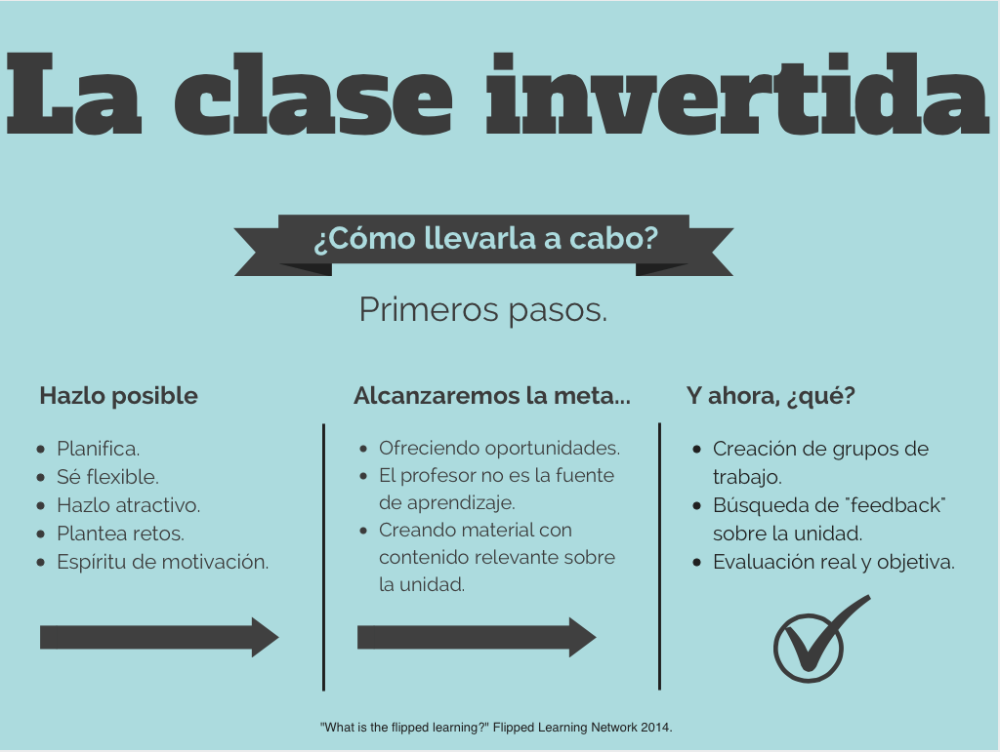 La clase invertida
¿Cómo llevarla a cabo?
Primeros pasos.
Hazlo posible
• Planifica.
• Sé flexible.
• Hazlo atractivo.
• Plantea retos.
• Espíritu de motivación.
Alcanzaremos la meta...
• Ofreciendo oportunidades.
• El profesor no es la fuente
de aprendizaje.
• Creando material con
contenido relevante sobre
la unidad.
Y ahora, ¿qué?
• Creación de grupos de
trabajo.
• Búsqueda de "feedback"
sobre la unidad.
• Evaluación real y objetiva.
"What is the flipped learning?" Flipped Learning Network 2014.